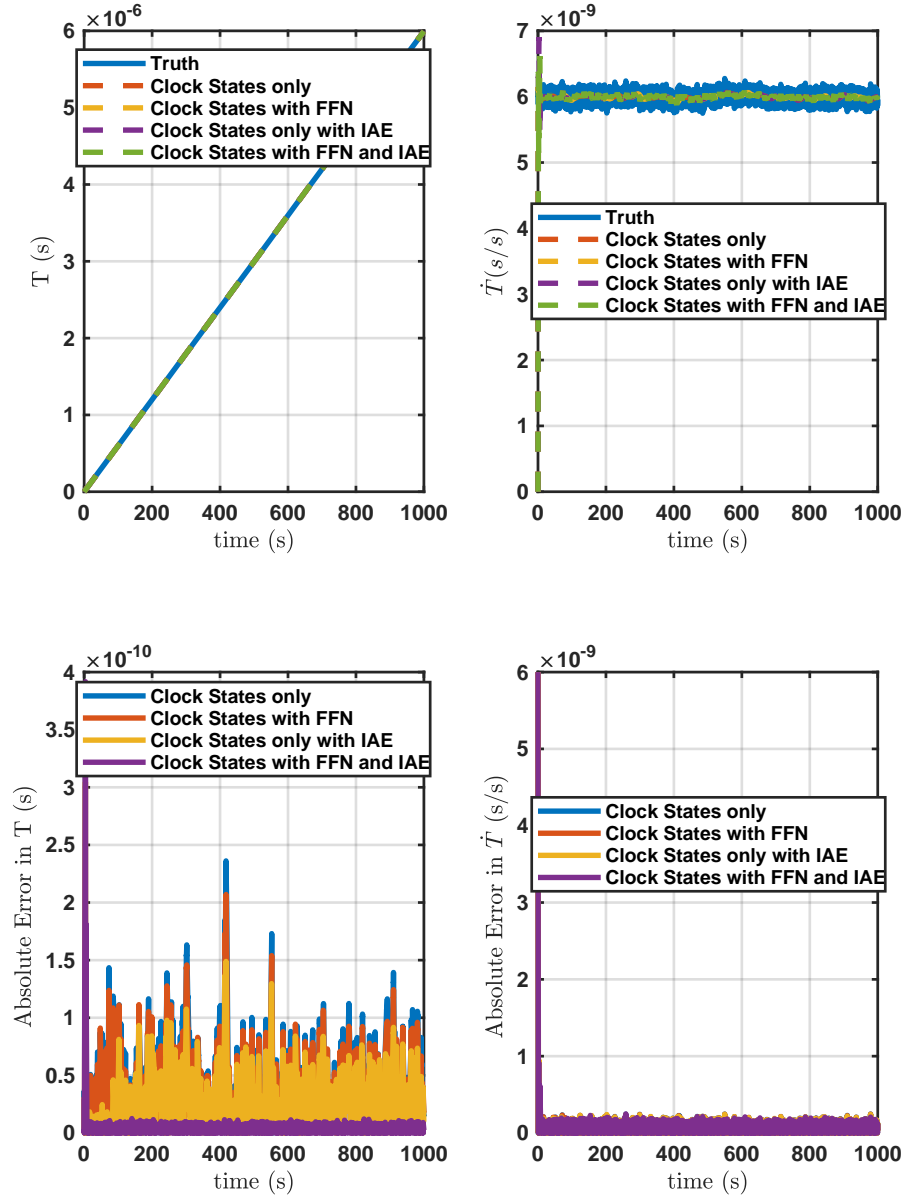 ×10-6
6
5
4
3
2
1
0
T (s)
Truth
Clock States only
Clock States with FFN
Clock States only with IAE
Clock States with FFN and IAE
0 200 400 600 800 1000
time (s)
×10-9
7
6
5
4
3
2
1
0
Ṫ(s/s)
Truth
Clock States only
Clock States with FFN
Clock States only with IAE
Clock States with FFN and IAE
0 200 400 600 800 1000
time (s)
×10-10
4
3.5
3
2.5
2
1.5
1
0.5
0
Absolute Error in T (s)
Clock States only
Clock States with FFN
Clock States only with IAE
Clock States with FFN and IAE
0 200 400 600 800 1000
time (s)
×10-9
6
5
4
3
2
1
0
Absolute Error in Ṫ (s/s)
Clock States only
Clock States with FFN
Clock States only with IAE
Clock States with FFN and IAE
0 200 400 600 800 1000
time (s)